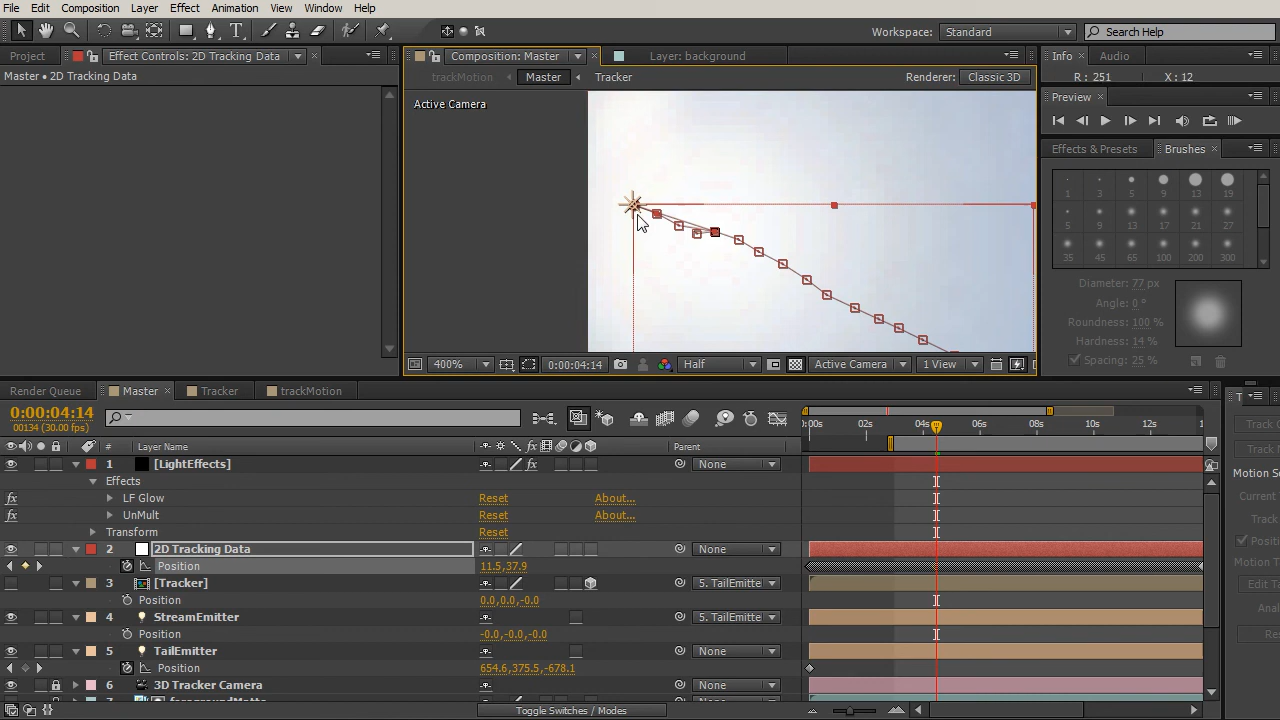 File Edit Composition Layer Effect Animation View Window Help
Workspace: Standard Search Help
Project Effect Controls: 2D Tracking Data Composition: Master Layer: background Info Audio
Master • 2D Tracking Data trackMotion Master Tracker Renderer: Classic 3D R : 251 X : 12
Active Camera Preview
Effects & Presets Brushes
1 3 5 9 13 19
5 9 13 17 21 27
35 45 65 100 200 300
Diameter: 77 px
Angle: 0 °
Roundness: 100 %
Hardness: 14 %
Spacing: 25 %
400% 0:00:04:14 Half Active Camera 1 View
Render Queue Master Tracker trackMotion
0:00:04:14
00134 (30.00 fps)
:00s 02s 04s 06s 08s 10s 12s
# Layer Name Parent
1 [LightEffects] None
Effects
LF Glow Reset About...
UnMult Reset About...
Transform Reset
2 2D Tracking Data None
Position 11.5,37.9
3 [Tracker] 5. TailEmitte
Position 0.0,0.0,-0.0
4 StreamEmitter 5. TailEmitte
Position -0.0,-0.0,-0.0
5 TailEmitter None
Position 654.6,375.5,-678.1
6 3D Tracker Camera None
Toggle Switches / Modes
Track
Motion S
Current
Track
Positio
Motion T
Edit T